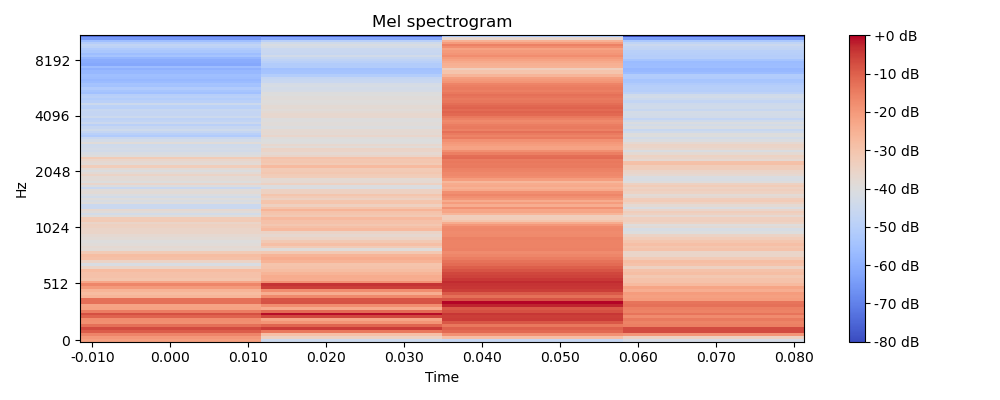 Mel spectrogram
Hz
8192
4096
2048
1024
512
0
-0.010 0.000 0.010 0.020 0.030 0.040 0.050 0.060 0.070 0.080
Time
+0 dB
-10 dB
-20 dB
-30 dB
-40 dB
-50 dB
-60 dB
-70 dB
-80 dB